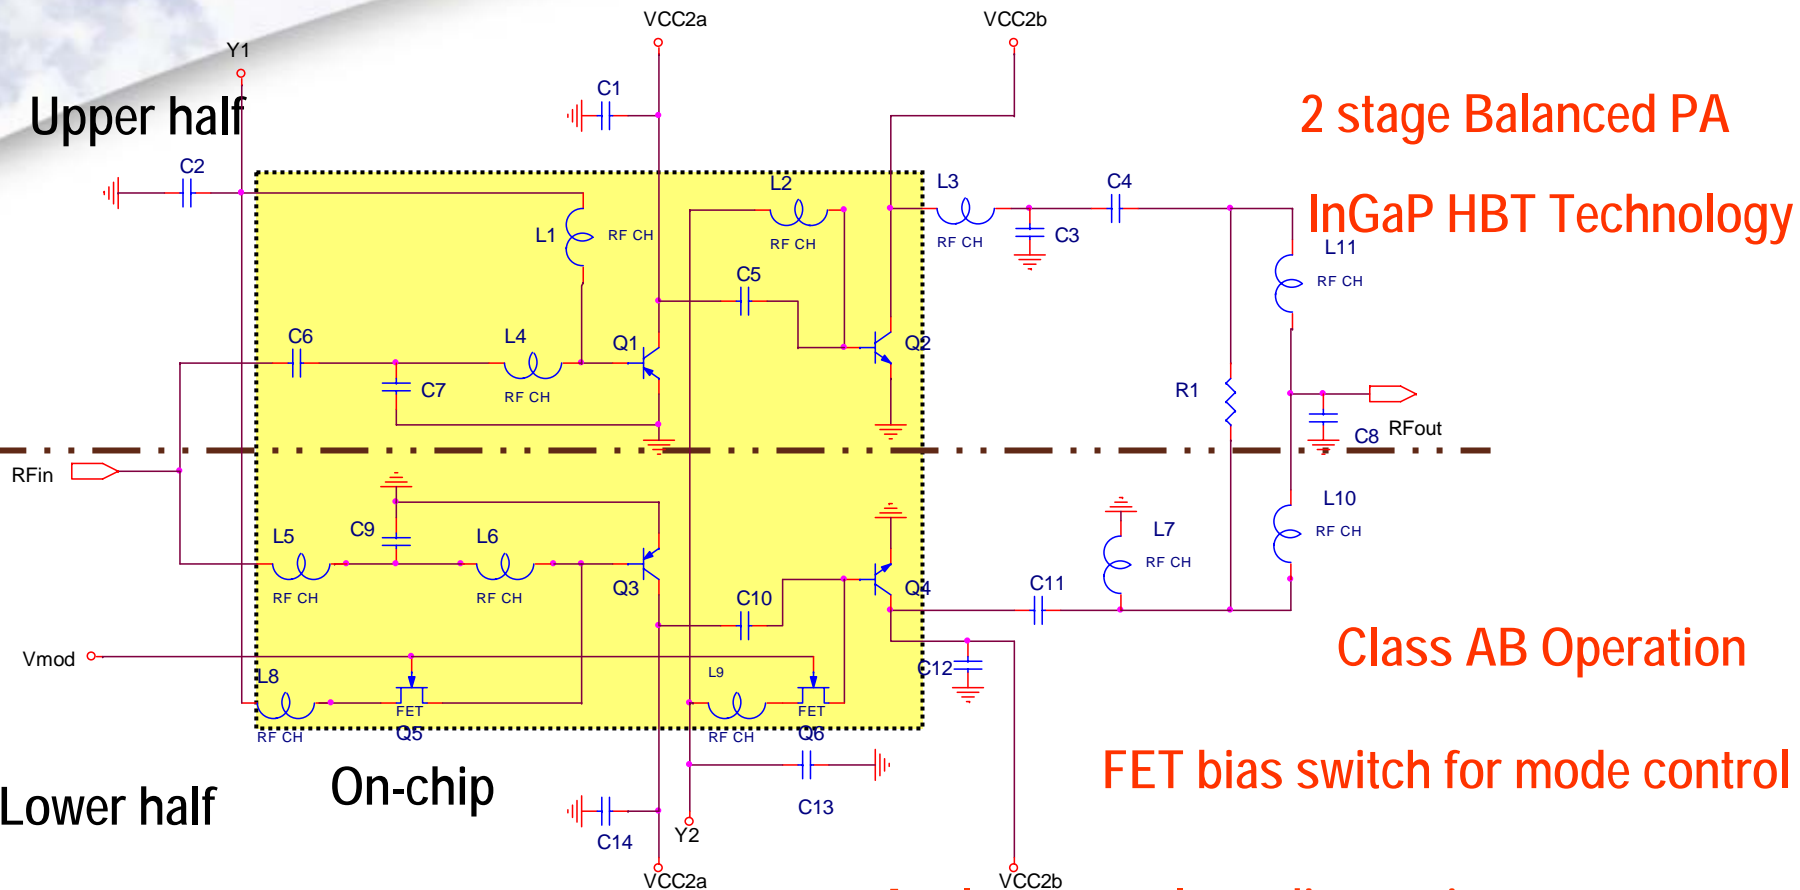 VCC2a
VCC2b
Y1
Upper half
C1
2 stage Balanced PA
C2
L2
L3
C4
InGaP HBT Technology
L1
RF CH
RF CH
RF CH
C3
L11
RF CH
C5
C6
L4
Q1
Q2
RF CH
C7
R1
C8
RFout
RFin
L5
C9
L6
L7
L10
RF CH
RF CH
RF CH
RF CH
Q3
C10
Q4
C11
Class AB Operation
Vmod
L8
L9
C12
FET
FET
RF CH
Q5
RF CH
Q6
On-chip
FET bias switch for mode control
Lower half
C13
C14
Y2
VCC2a
VCC2b